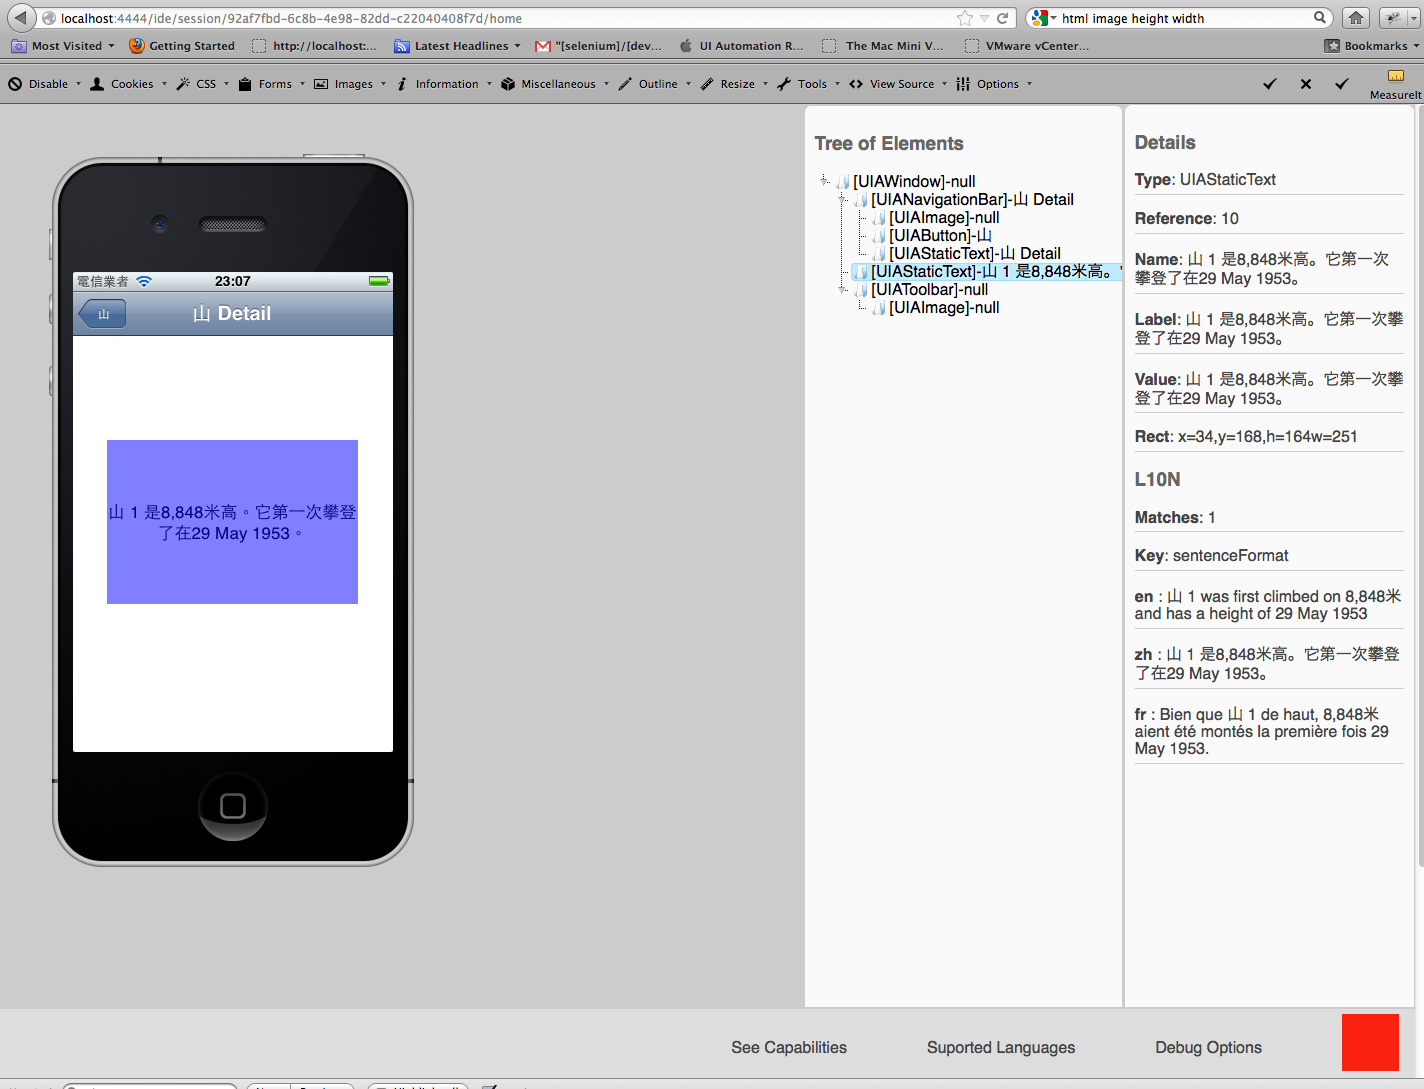 localhost:4444/ide/session/92af7fbd-6c8b-4e98-82dd-c22040408f7d/home
html image height width
Most Visited
Getting Started
http://localhost:...
Latest Headlines
"[selenium]/[dev...
UI Automation R...
The Mac Mini V...
VMware vCenter...
Bookmarks
Disable
Cookies
CSS
Forms
Images
Information
Miscellaneous
Outline
Resize
Tools
View Source
Options
MeasureIt
電信業者
23:07
山
山 Detail
山 1 是8,848米高。它第一次攀登
了在29 May 1953。
Tree of Elements
[UIAWindow]-null
[UIANavigationBar]-山 Detail
[UIAImage]-null
[UIAButton]-山
[UIAStaticText]-山 Detail
[UIAStaticText]-山 1 是8,848米高。
[UIAToolbar]-null
[UIAImage]-null
Details
Type: UIAStaticText
Reference: 10
Name: 山 1 是8,848米高。它第一次
攀登了在29 May 1953。
Label: 山 1 是8,848米高。它第一次攀
登了在29 May 1953。
Value: 山 1 是8,848米高。它第一次攀
登了在29 May 1953。
Rect: x=34,y=168,h=164w=251
L10N
Matches: 1
Key: sentenceFormat
en : 山 1 was first climbed on 8,848米
and has a height of 29 May 1953
zh : 山 1 是8,848米高。它第一次攀登
了在29 May 1953。
fr : Bien que 山 1 de haut, 8,848米
aient été montés la première fois 29
May 1953.
See Capabilities
Suported Languages
Debug Options